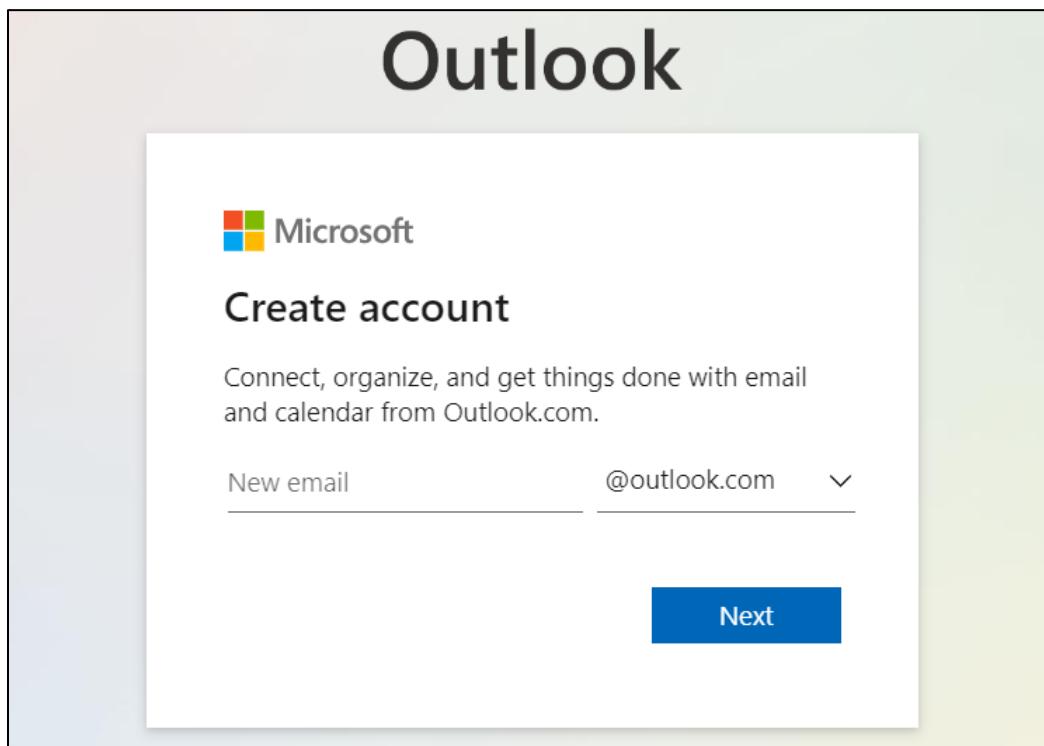 Outlook
Microsoft
Create account
Connect, organize, and get things done with email
and calendar from Outlook.com.
New email @outlook.com
Next